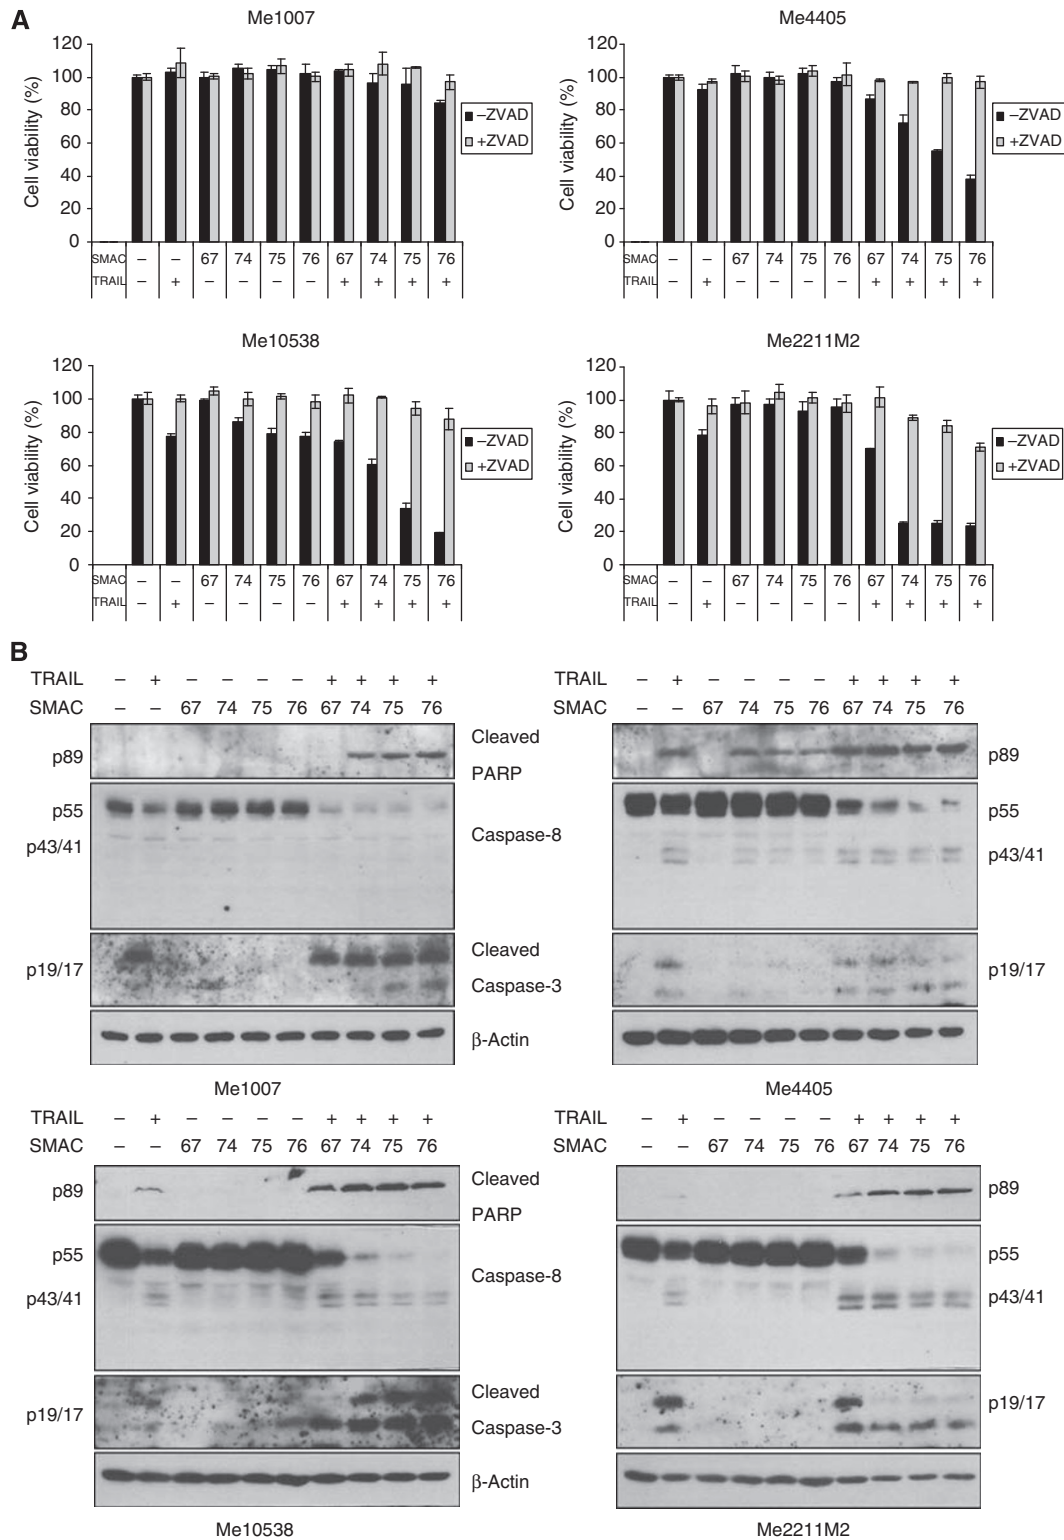 A
Me1007
Cell viability (%)
120
100
80
60
40
20
0
–ZVAD
+ZVAD
SMAC – – 67 74 75 76 67 74 75 76
TRAIL – + – – – – + + + +
Me4405
Cell viability (%)
120
100
80
60
40
20
0
–ZVAD
+ZVAD
SMAC – – 67 74 75 76 67 74 75 76
TRAIL – + – – – – + + + +
Me10538
Cell viability (%)
120
100
80
60
40
20
0
–ZVAD
+ZVAD
SMAC – – 67 74 75 76 67 74 75 76
TRAIL – + – – – – + + + +
Me2211M2
Cell viability (%)
120
100
80
60
40
20
0
–ZVAD
+ZVAD
SMAC – – 67 74 75 76 67 74 75 76
TRAIL – + – – – – + + + +
B
TRAIL – + – – – – + + + +
SMAC – – 67 74 75 76 67 74 75 76
p89
p55
p43/41
p19/17
Cleaved
PARP
Caspase-8
Cleaved
Caspase-3
β-Actin
Me1007
TRAIL – + – – – – + + + +
SMAC – – 67 74 75 76 67 74 75 76
p89
p55
p43/41
p19/17
Me4405
TRAIL – + – – – – + + + +
SMAC – – 67 74 75 76 67 74 75 76
p89
p55
p43/41
p19/17
Cleaved
PARP
Caspase-8
Cleaved
Caspase-3
β-Actin
Me10538
TRAIL – + – – – – + + + +
SMAC – – 67 74 75 76 67 74 75 76
p89
p55
p43/41
p19/17
Me2211M2